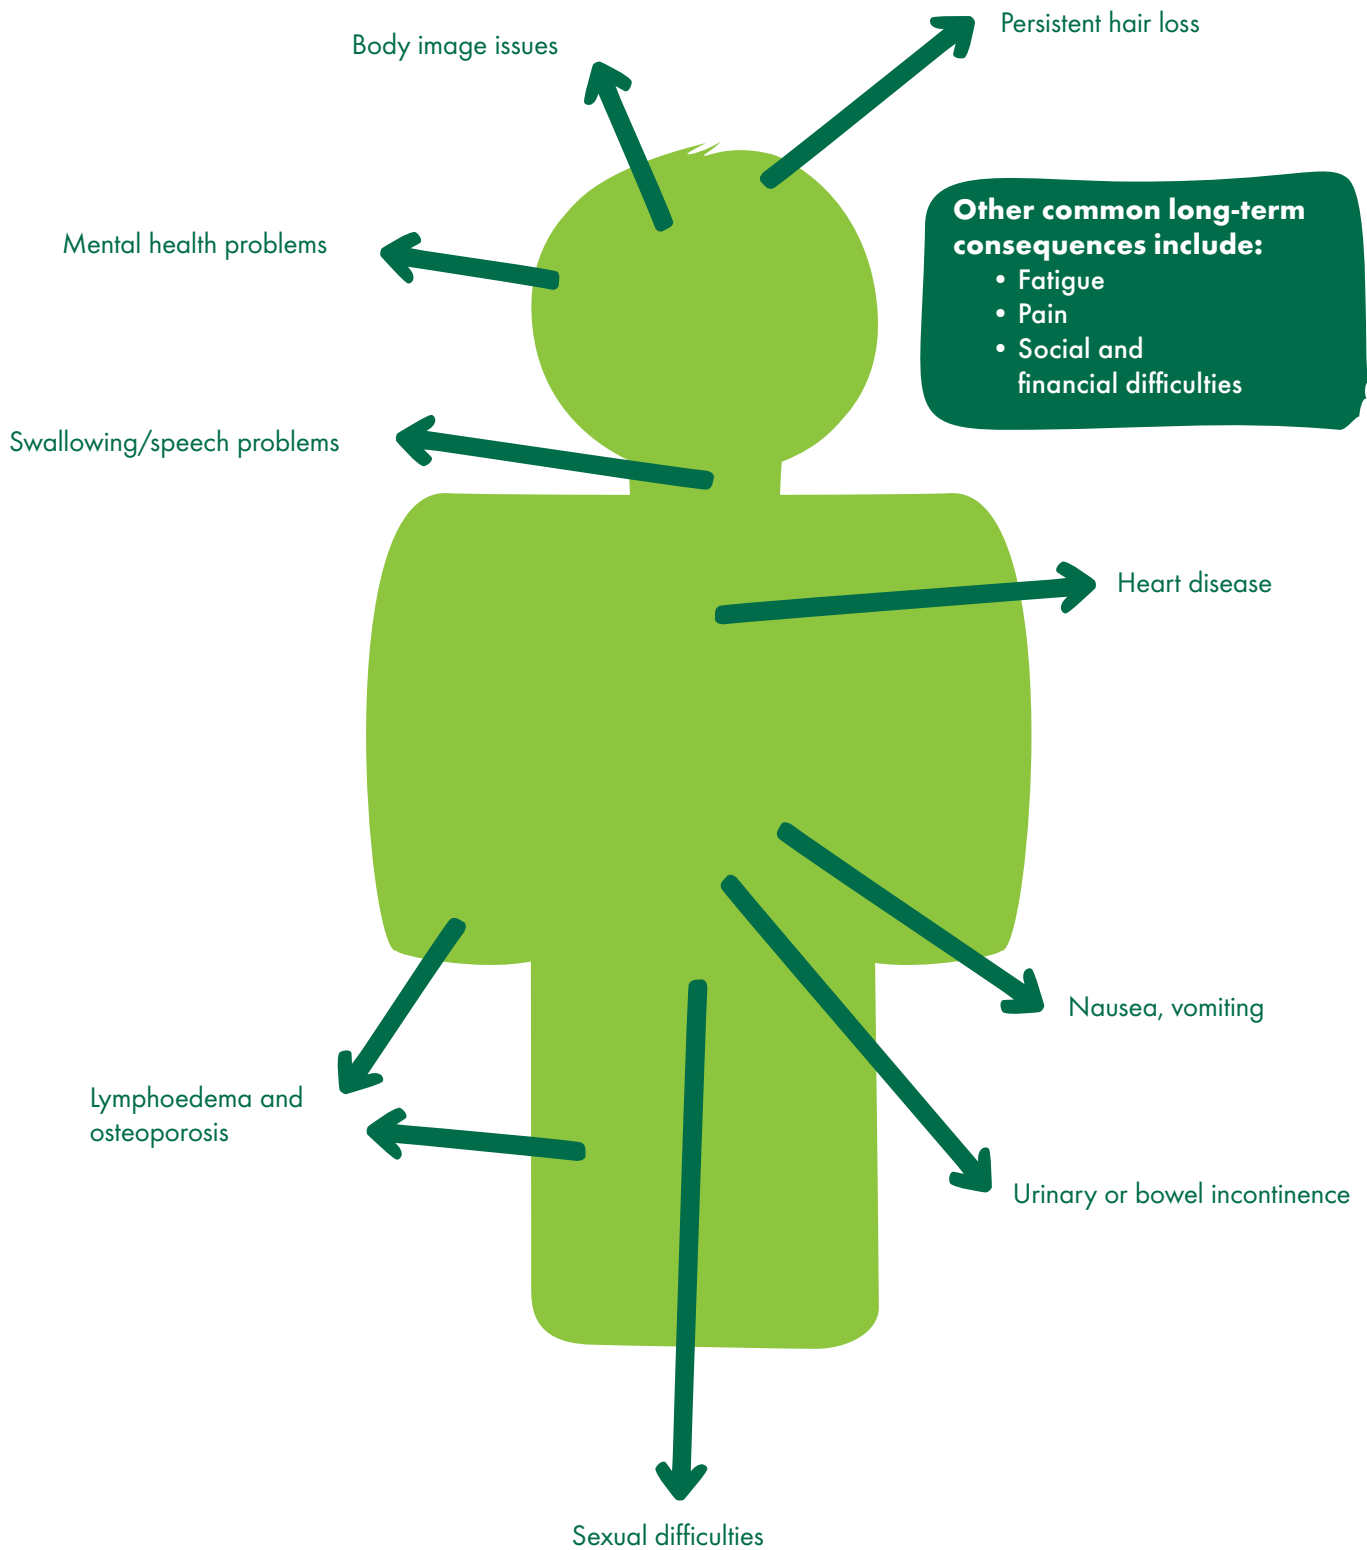 Persistent hair loss
Body image issues
Other common long-term
consequences include:
• Fatigue
• Pain
• Social and
financial difficulties
Mental health problems
Swallowing/speech problems
Heart disease
Nausea, vomiting
Lymphoedema and
osteoporosis
Urinary or bowel incontinence
Sexual difficulties